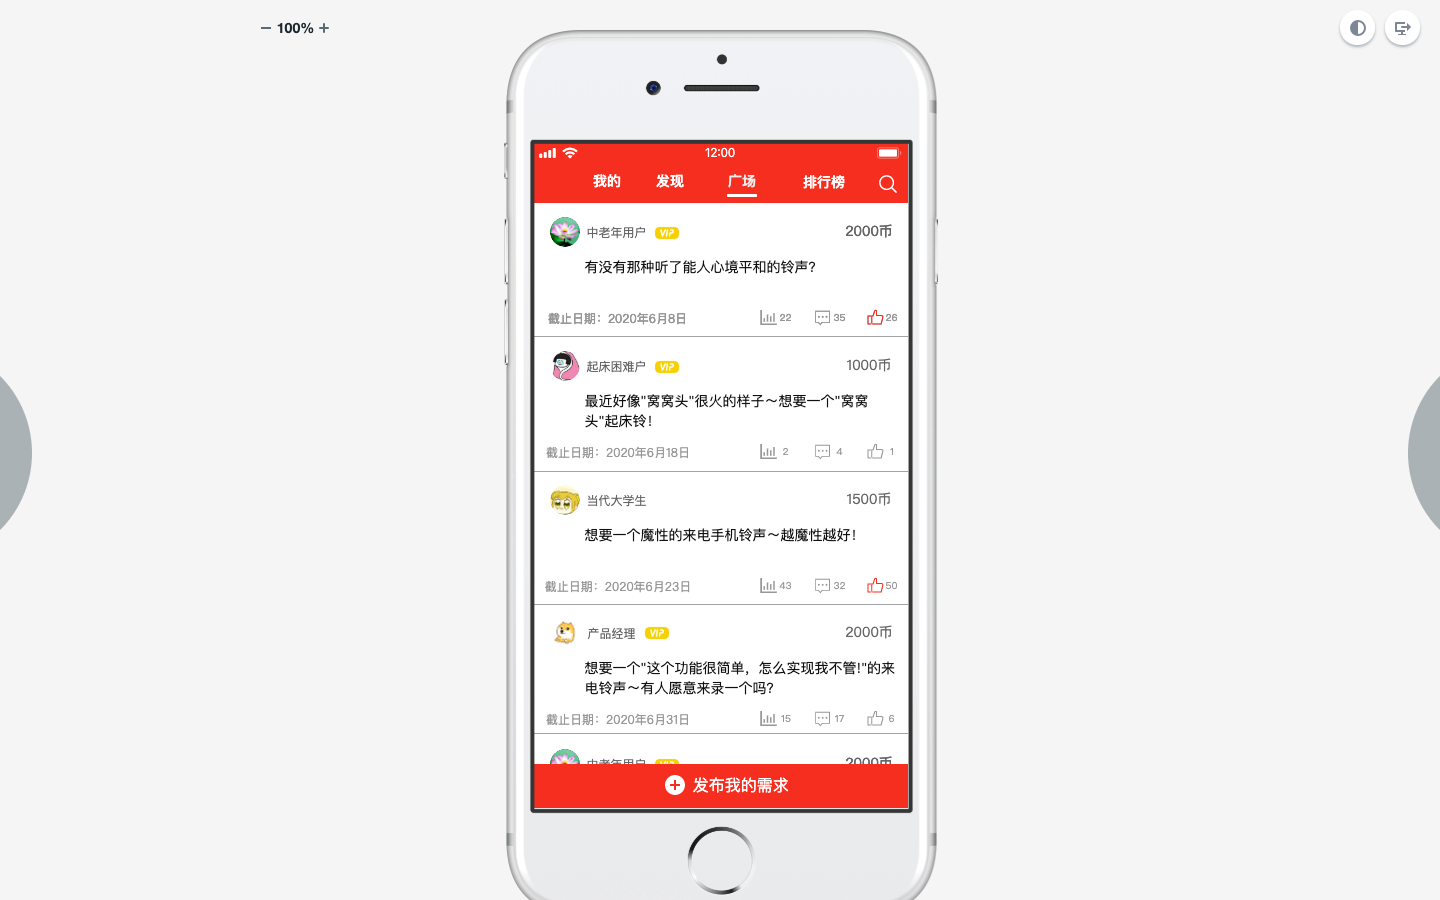 100%
12:00
我的 发现 广场 排行榜
中老年用户 VIP 2000币
有没有那种听了能人心境平和的铃声?
截止日期：2020年6月8日 22 35 26
起床困难户 VIP 1000币
最近好像"窝窝头"很火的样子～想要一个"窝窝
头"起床铃！
截止日期：2020年6月18日 2 4 1
当代大学生 1500币
想要一个魔性的来电手机铃声～越魔性越好！
截止日期：2020年6月23日 43 32 50
产品经理 VIP 2000币
想要一个"这个功能很简单，怎么实现我不管!"的来
电铃声～有人愿意来录一个吗?
截止日期：2020年6月31日 15 17 6
中老年用户 VIP 2000币
发布我的需求